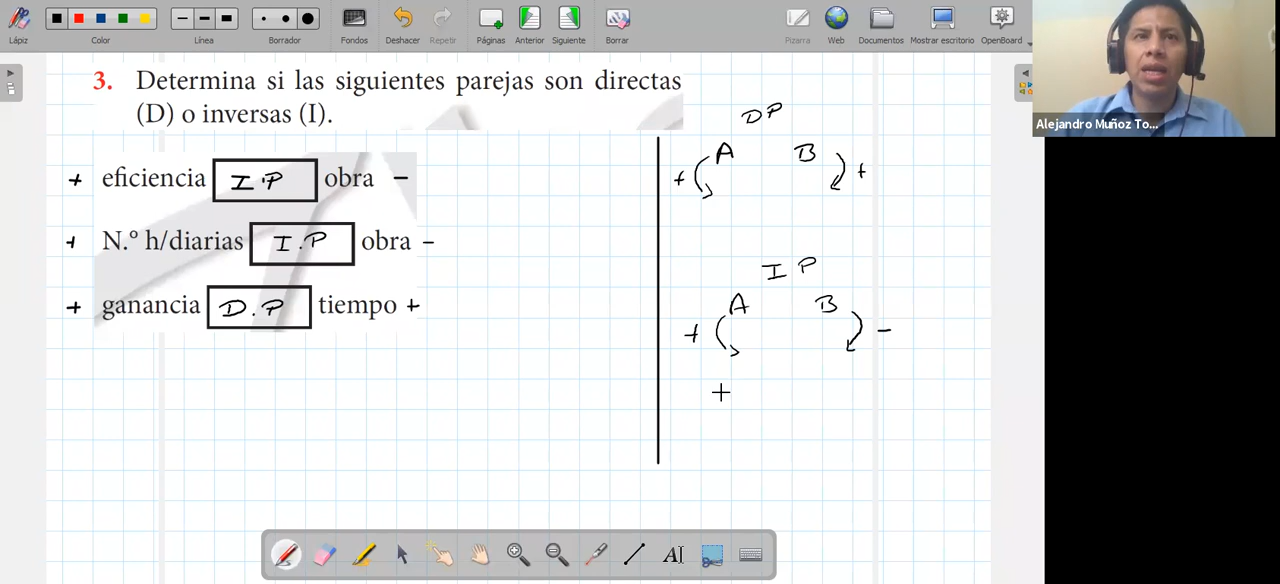 Lápiz
Color
Línea
Borrador
Fondos
Deshacer
Repetir
Páginas
Anterior
Siguiente
Borrar
Pizarra
Web
Documentos
Mostrar escritorio
OpenBoard
Alejandro Muñoz To...
3. Determina si las siguientes parejas son directas
(D) o inversas (I).
+ eficiencia I.P obra -
+ N.º h/diarias I.P obra -
+ ganancia D.P tiempo +
DP
A B
+ +
I P
A B
+ -
+
AI